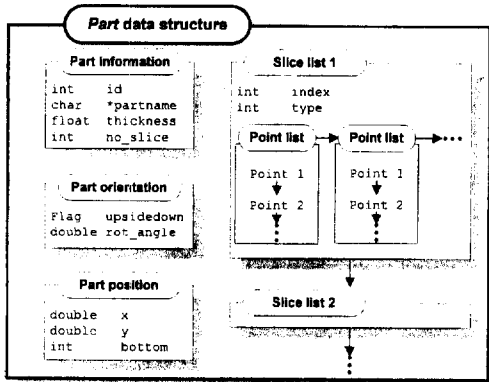 Part data structure
Part information
int id
char *partname
float thickness
int no_slice
Part orientation
Flag upsidedown
double rot_angle
Part position
double x
double y
int bottom
Slice list 1
int index
int type
Point list
Point 1
Point 2
Point list
Point 1
Point 2
Slice list 2